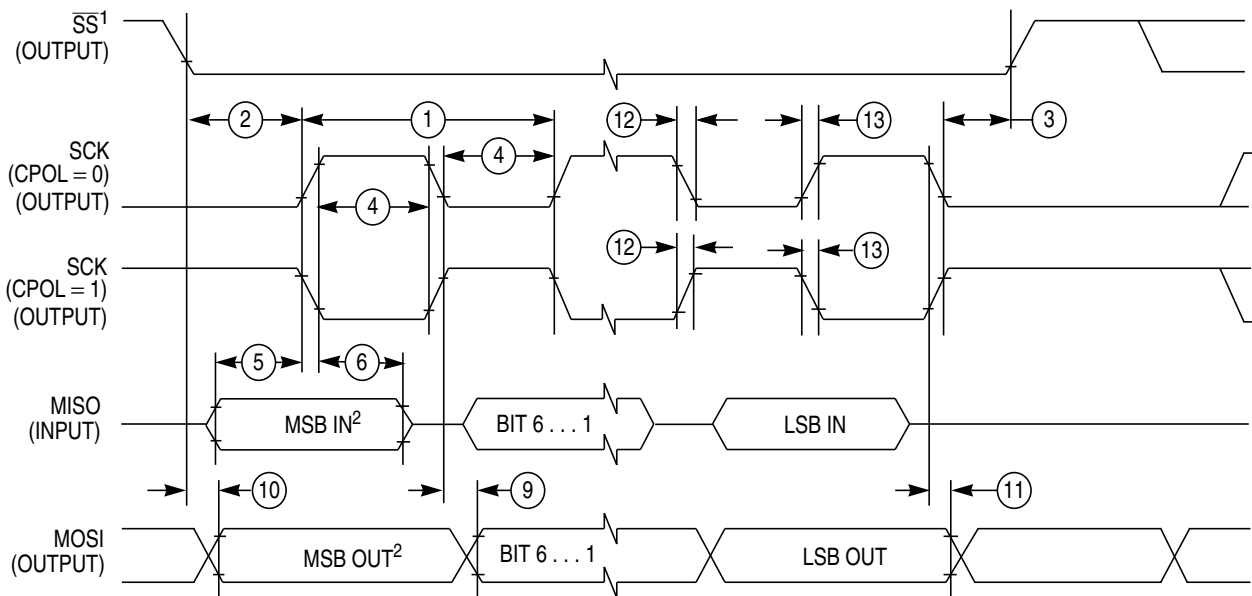 S̅S̅¹
(OUTPUT)
2
1
12
13
3
SCK
(CPOL = 0)
(OUTPUT)
4
4
12
13
SCK
(CPOL = 1)
(OUTPUT)
5
6
MISO
(INPUT)
MSB IN²
BIT 6 . . . 1
LSB IN
10
9
11
MOSI
(OUTPUT)
MSB OUT²
BIT 6 . . . 1
LSB OUT